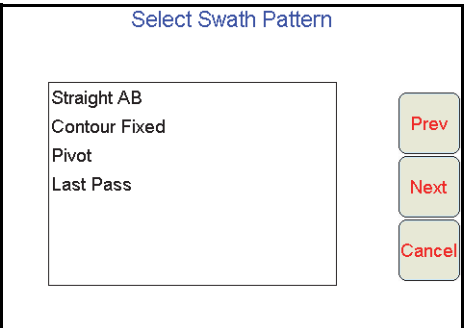 Select Swath Pattern
Straight AB
Contour Fixed
Pivot
Last Pass
Prev
Next
Cancel